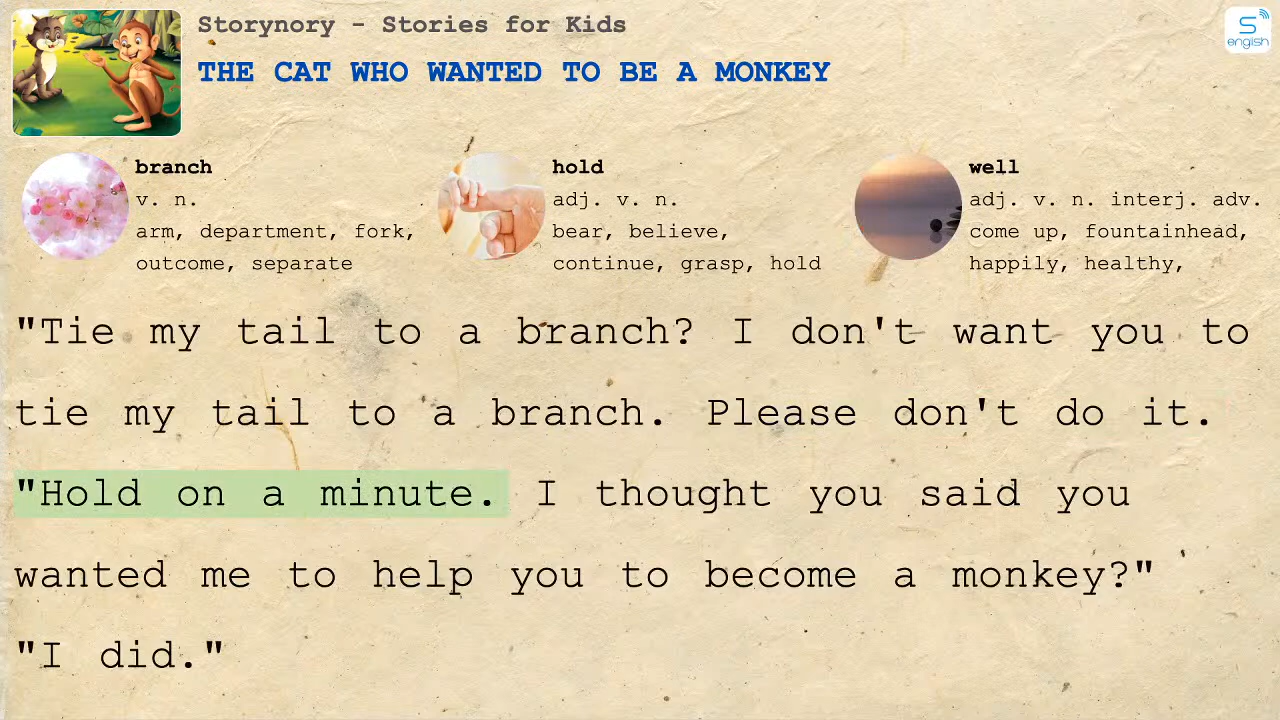 Storynory - Stories for Kids
THE CAT WHO WANTED TO BE A MONKEY
S
english
branch
v. n.
arm, department, fork,
outcome, separate
hold
adj. v. n.
bear, believe,
continue, grasp, hold
well
adj. v. n. interj. adv.
come up, fountainhead,
happily, healthy,
"Tie my tail to a branch? I don't want you to
tie my tail to a branch. Please don't do it.
"Hold on a minute. I thought you said you
wanted me to help you to become a monkey?"
"I did."